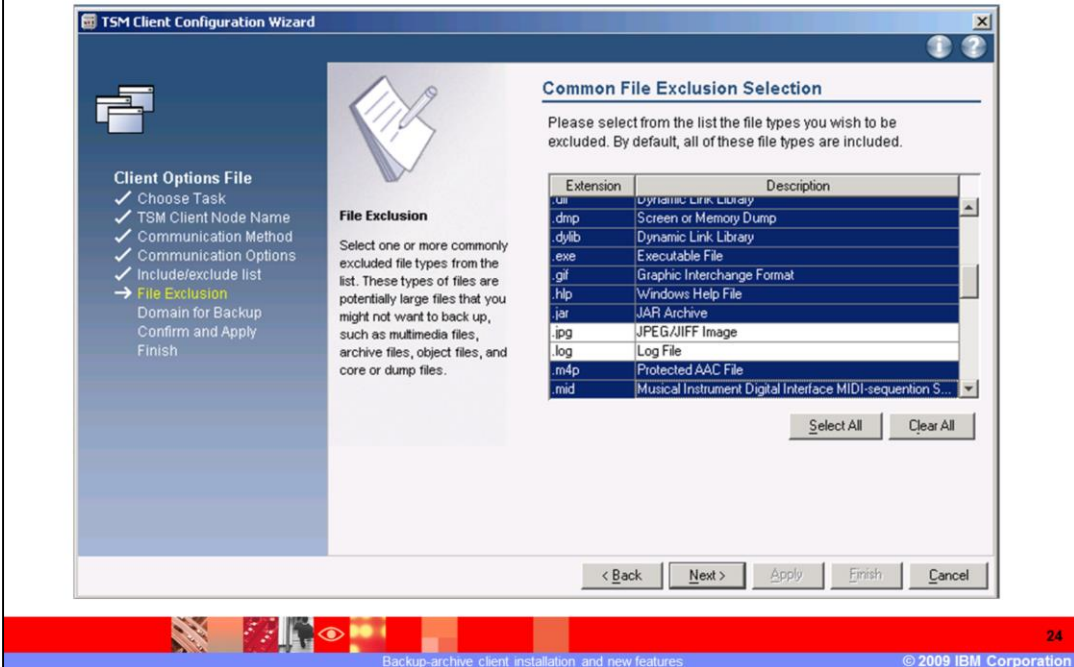 TSM Client Configuration Wizard
Client Options File
Choose Task
TSM Client Node Name
Communication Method
Communication Options
Include/exclude list
File Exclusion
Domain for Backup
Confirm and Apply
Finish
File Exclusion
Select one or more commonly
excluded file types from the
list. These types of files are
potentially large files that you
might not want to back up,
such as multimedia files,
archive files, object files, and
core or dump files.
Common File Exclusion Selection
Please select from the list the file types you wish to be
excluded. By default, all of these file types are included.
Extension Description
.dll Dynamic Link Library
.dmp Screen or Memory Dump
.dylib Dynamic Link Library
.exe Executable File
.gif Graphic Interchange Format
.hlp Windows Help File
.jar JAR Archive
.jpg JPEG/JIFF Image
.log Log File
.m4p Protected AAC File
.mid Musical Instrument Digital Interface MIDI-sequention S...
Select All Clear All
< Back Next > Apply Finish Cancel
24
Backup-archive client installation and new features © 2009 IBM Corporation